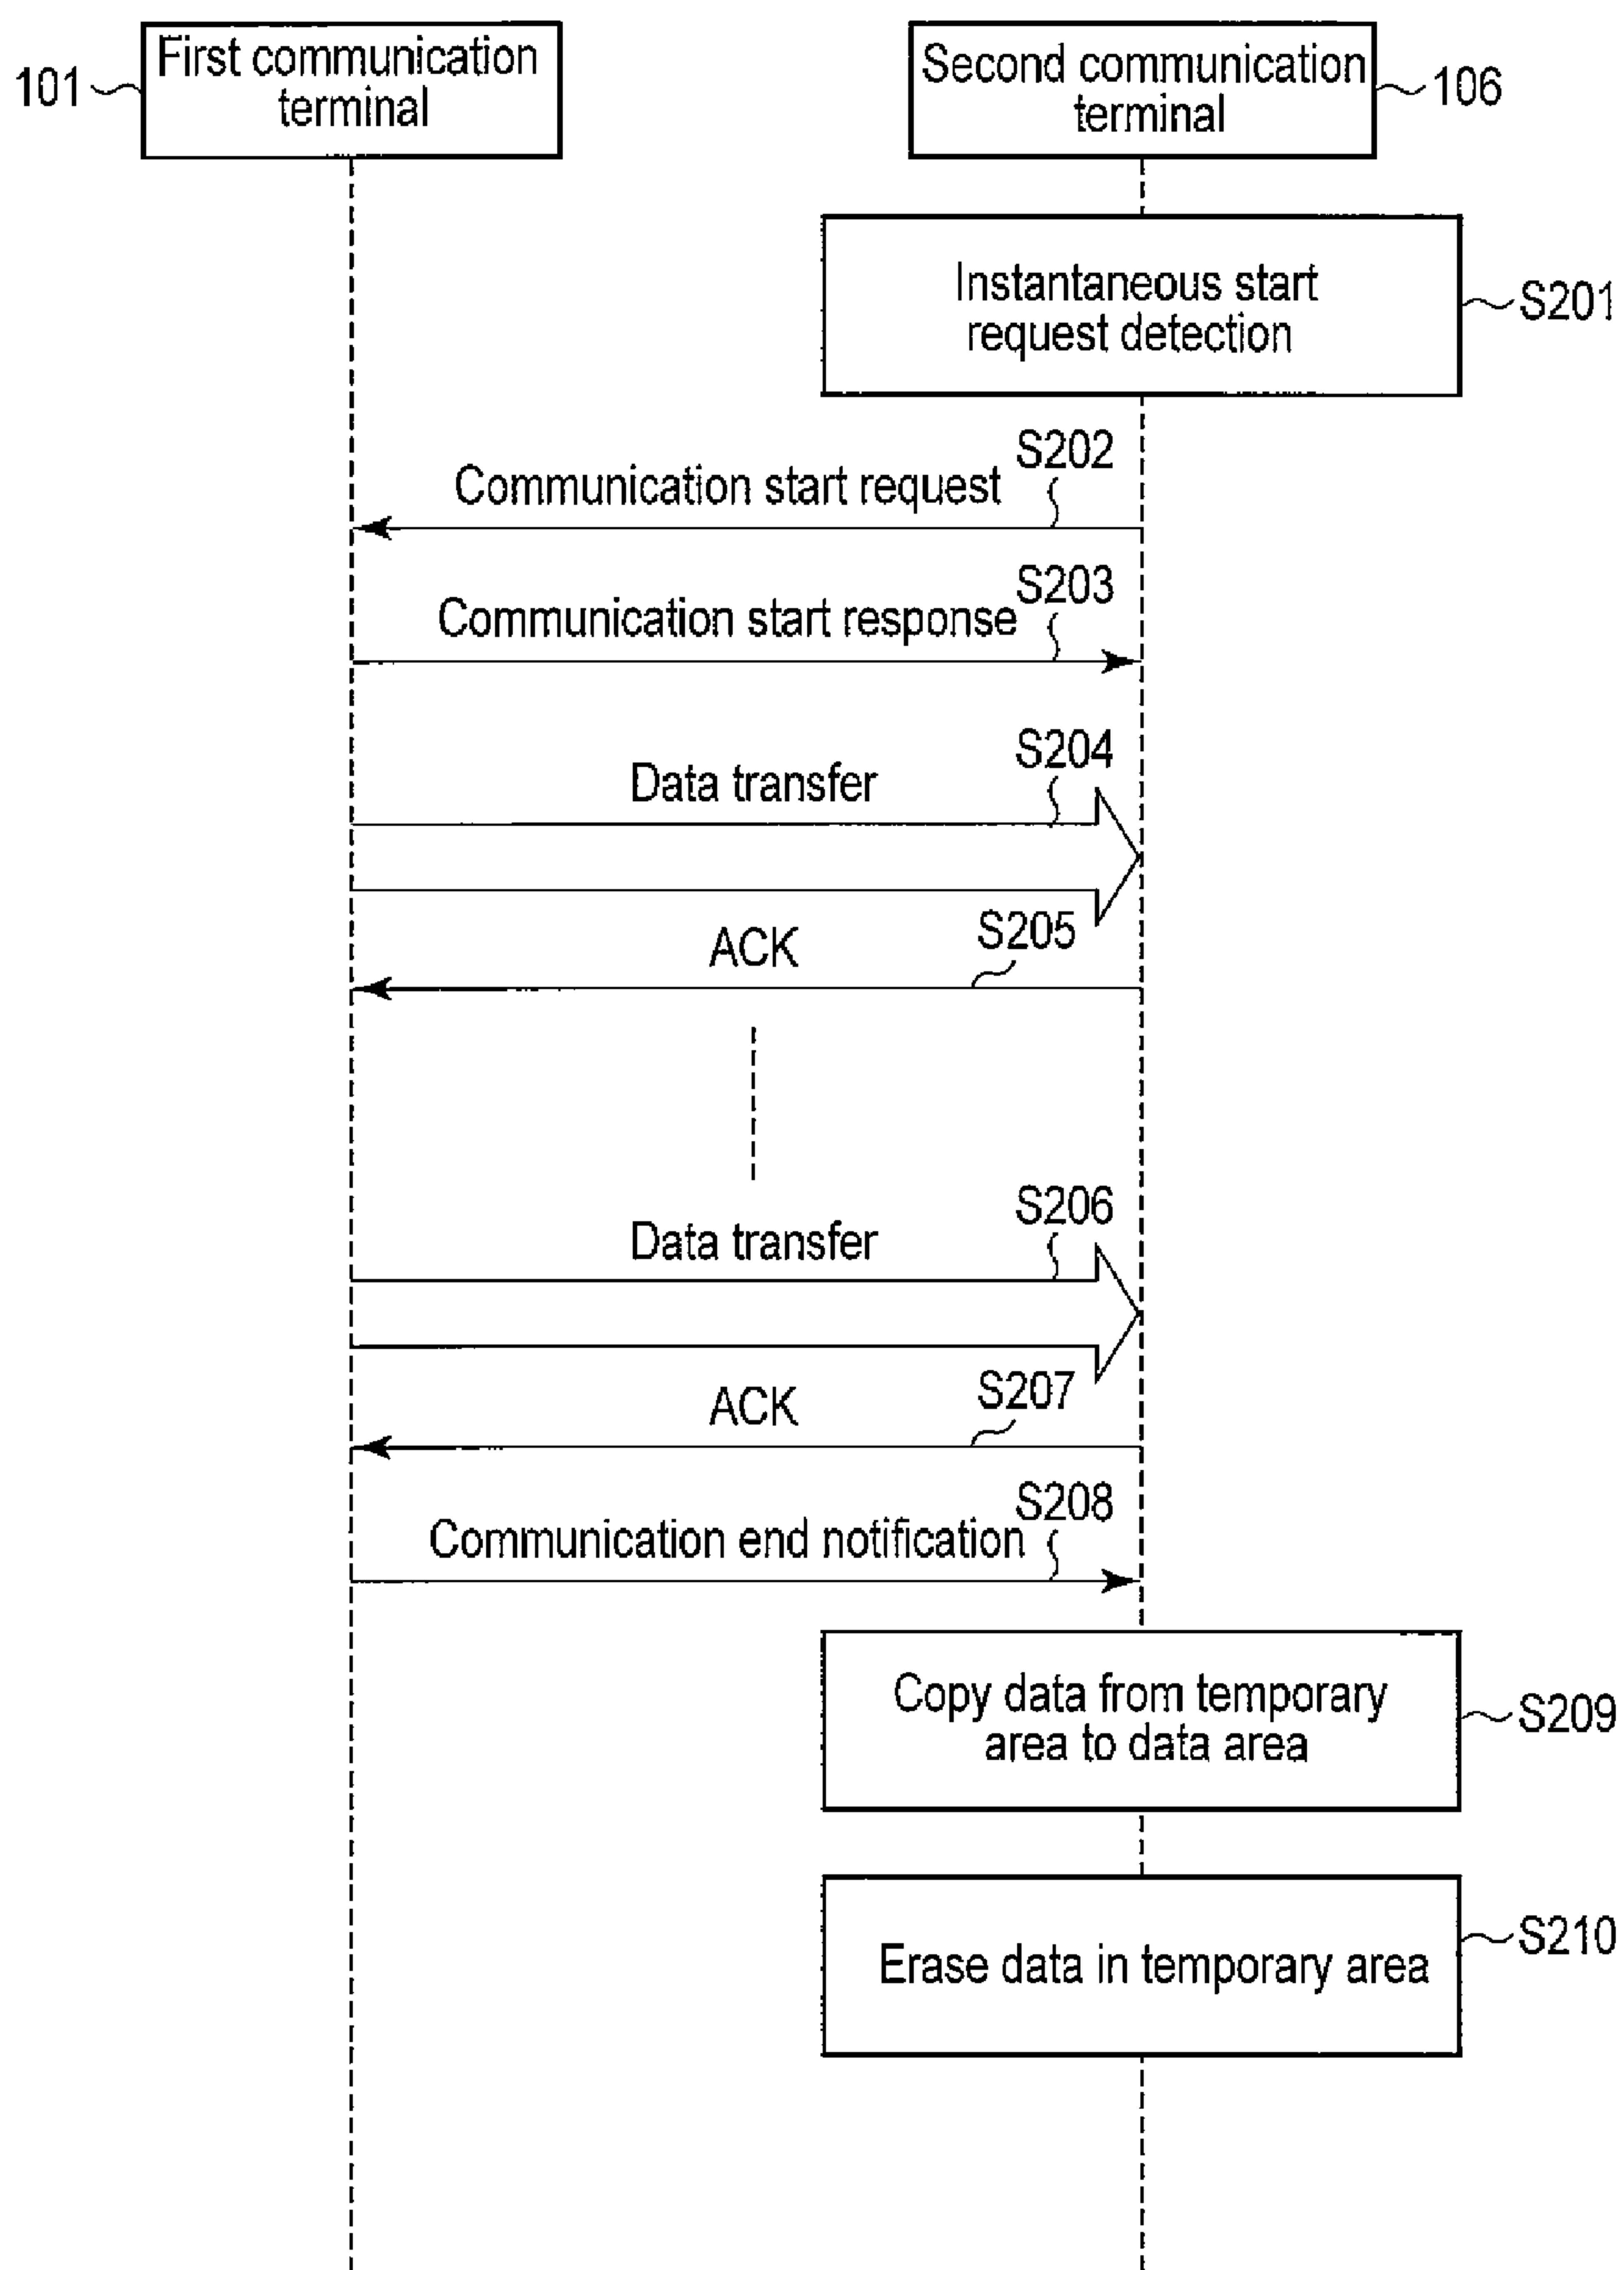 101
First communication
terminal
Second communication
terminal
106
Instantaneous start
request detection
S201
S202
Communication start request
S203
Communication start response
S204
Data transfer
S205
ACK
S206
Data transfer
S207
ACK
S208
Communication end notification
Copy data from temporary
area to data area
S209
Erase data in temporary area
S210